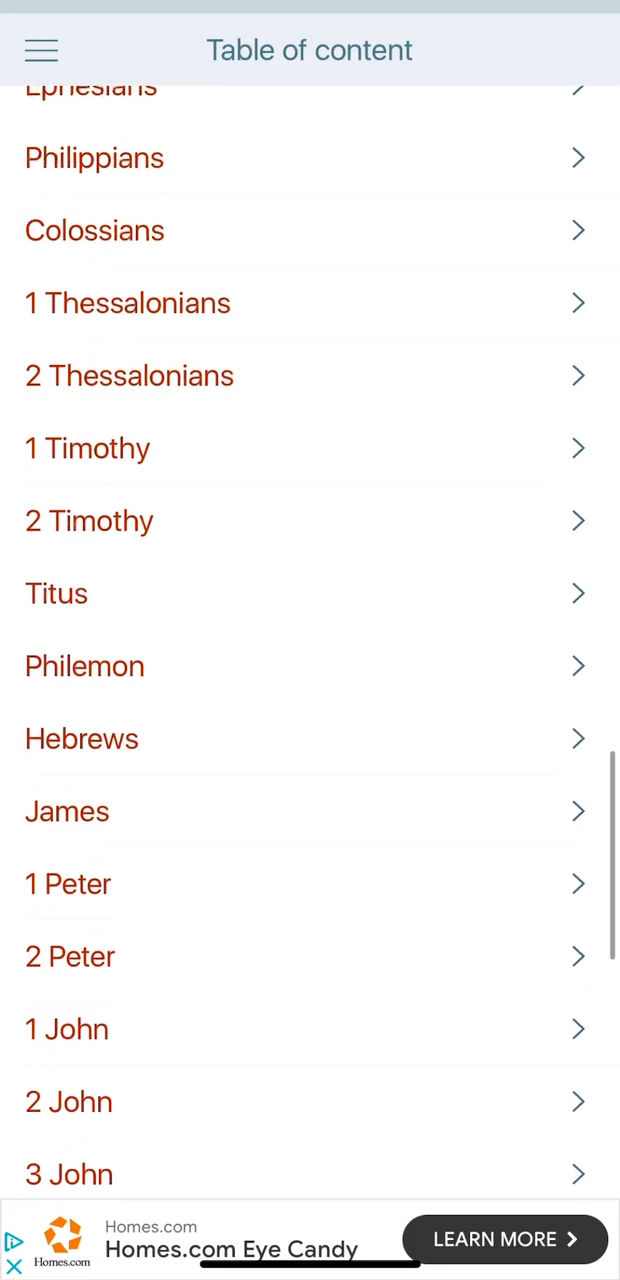 Table of content
Ephesians
Philippians
Colossians
1 Thessalonians
2 Thessalonians
1 Timothy
2 Timothy
Titus
Philemon
Hebrews
James
1 Peter
2 Peter
1 John
2 John
3 John
Homes.com
Homes.com Eye Candy
Homes.com
LEARN MORE